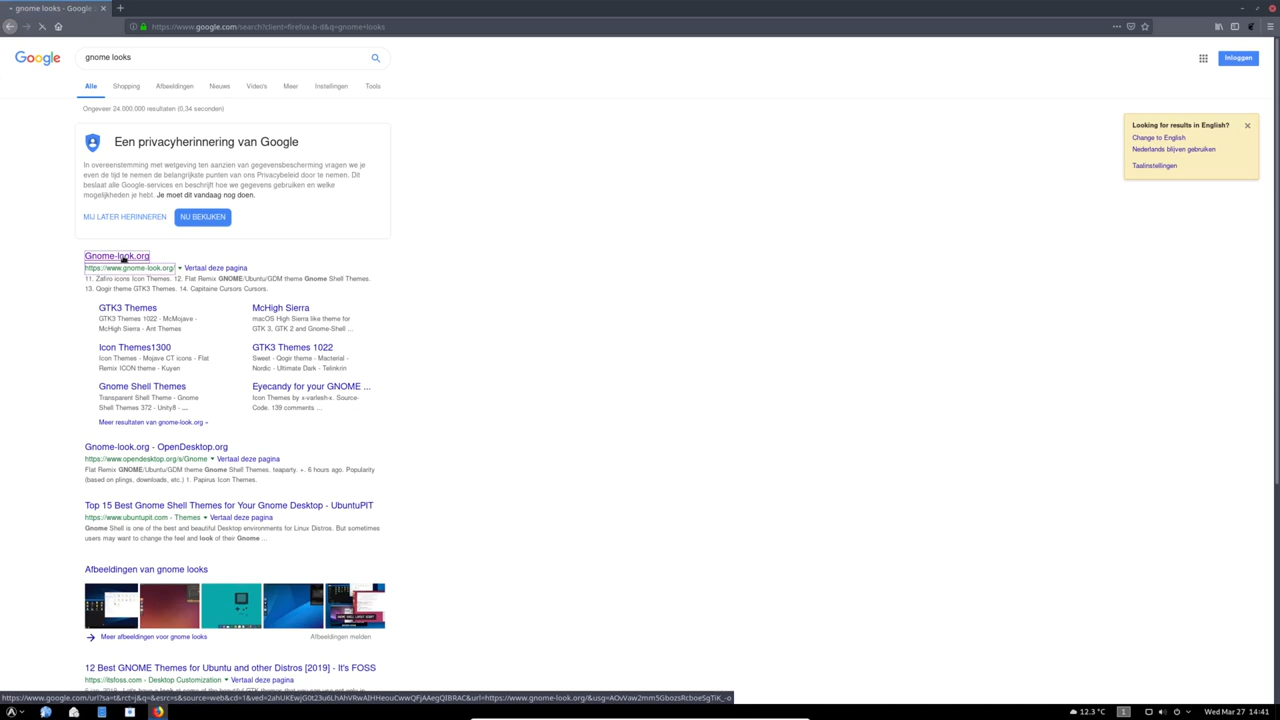 gnome looks - Google
https://www.google.com/search?client=firefox-b-d&q=gnome+looks
Google
gnome looks
Inloggen
Alle Shopping Afbeeldingen Nieuws Video's Meer Instellingen Tools
Ongeveer 24.000.000 resultaten (0,34 seconden)
Looking for results in English?
Change to English
Nederlands blijven gebruiken
Taalinstellingen
Een privacyherinnering van Google
In overeenstemming met wetgeving ten aanzien van gegevensbescherming vragen we je
even de tijd te nemen de belangrijkste punten van ons Privacybeleid door te nemen. Dit
beslaat alle Google-services en beschrijft hoe we gegevens gebruiken en welke
mogelijkheden je hebt. Je moet dit vandaag nog doen.
MIJ LATER HERINNEREN NU BEKIJKEN
Gnome-look.org
https://www.gnome-look.org/ Vertaal deze pagina
11. Zafiro icons Icon Themes. 12. Flat Remix GNOME/Ubuntu/GDM theme Gnome Shell Themes.
13. Qogir theme GTK3 Themes. 14. Capitaine Cursors Cursors.
GTK3 Themes
GTK3 Themes 1022 - McMojave -
McHigh Sierra - Ant Themes
McHigh Sierra
macOS High Sierra like theme for
GTK 3, GTK 2 and Gnome-Shell ...
Icon Themes1300
Icon Themes - Mojave CT icons - Flat
Remix ICON theme - Kuyen
GTK3 Themes 1022
Sweet - Qogir theme - Macterial -
Nordic - Ultimate Dark - Telinkrin
Gnome Shell Themes
Transparent Shell Theme - Gnome
Shell Themes 372 - Unity8 - ...
Eyecandy for your GNOME ...
Icon Themes by x-varlesh-x. Source-
Code. 139 comments ...
Meer resultaten van gnome-look.org »
Gnome-look.org - OpenDesktop.org
https://www.opendesktop.org/s/Gnome Vertaal deze pagina
Flat Remix GNOME/Ubuntu/GDM theme Gnome Shell Themes. teaparty. +. 6 hours ago. Popularity
(based on plings, downloads, etc.) 1. Papirus Icon Themes.
Top 15 Best Gnome Shell Themes for Your Gnome Desktop - UbuntuPIT
https://www.ubuntupit.com › Themes Vertaal deze pagina
Gnome Shell is one of the best and beautiful Desktop environments for Linux Distros. But sometimes
users may want to change the feel and look of their Gnome ...
Afbeeldingen van gnome looks
Meer afbeeldingen voor gnome looks Afbeeldingen melden
12 Best GNOME Themes for Ubuntu and other Distros [2019] - It's FOSS
https://itsfoss.com › Desktop Customization Vertaal deze pagina
12.3 °C 1 Wed Mar 27 14:41